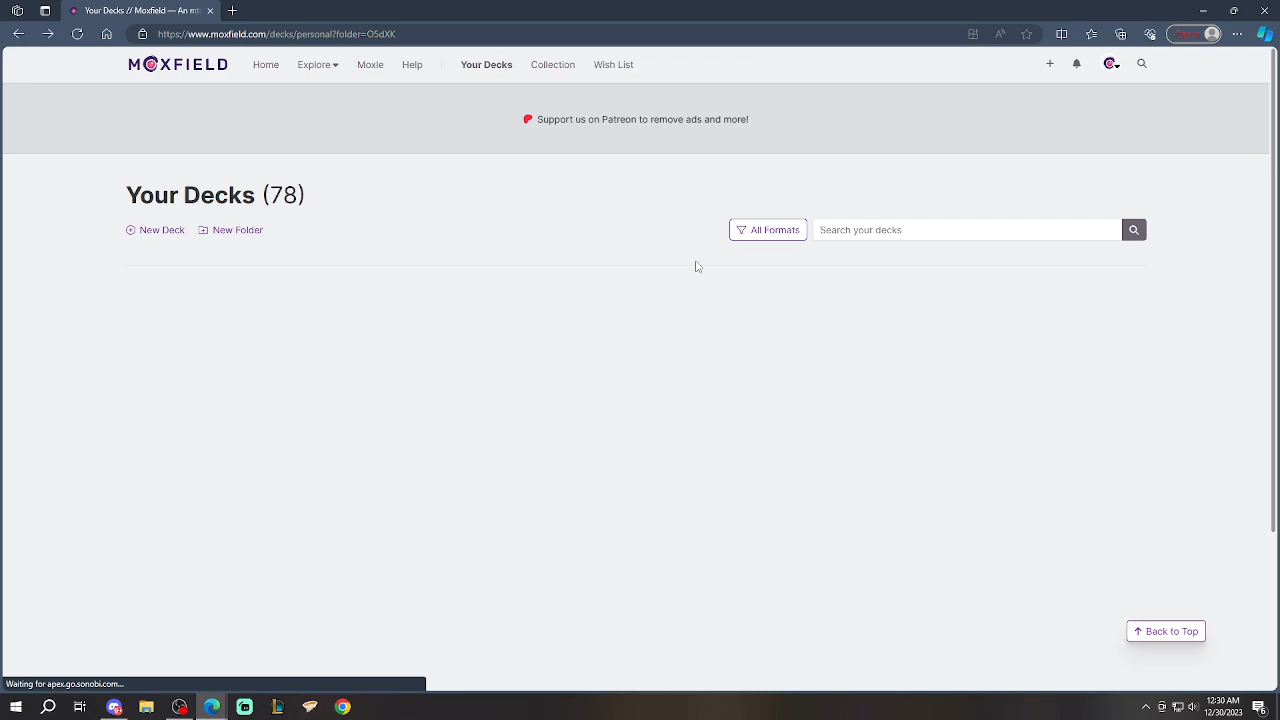 Your Decks // Moxfield — An mt
https://www.moxfield.com/decks/personal?folder=O5dXK
MOXFIELD
Home
Explore
Moxie
Help
Your Decks
Collection
Wish List
Support us on Patreon to remove ads and more!
Your Decks (78)
New Deck
New Folder
All Formats
Search your decks
Back to Top
Waiting for apex.go.sonobi.com...
12:30 AM
12/30/2023
6